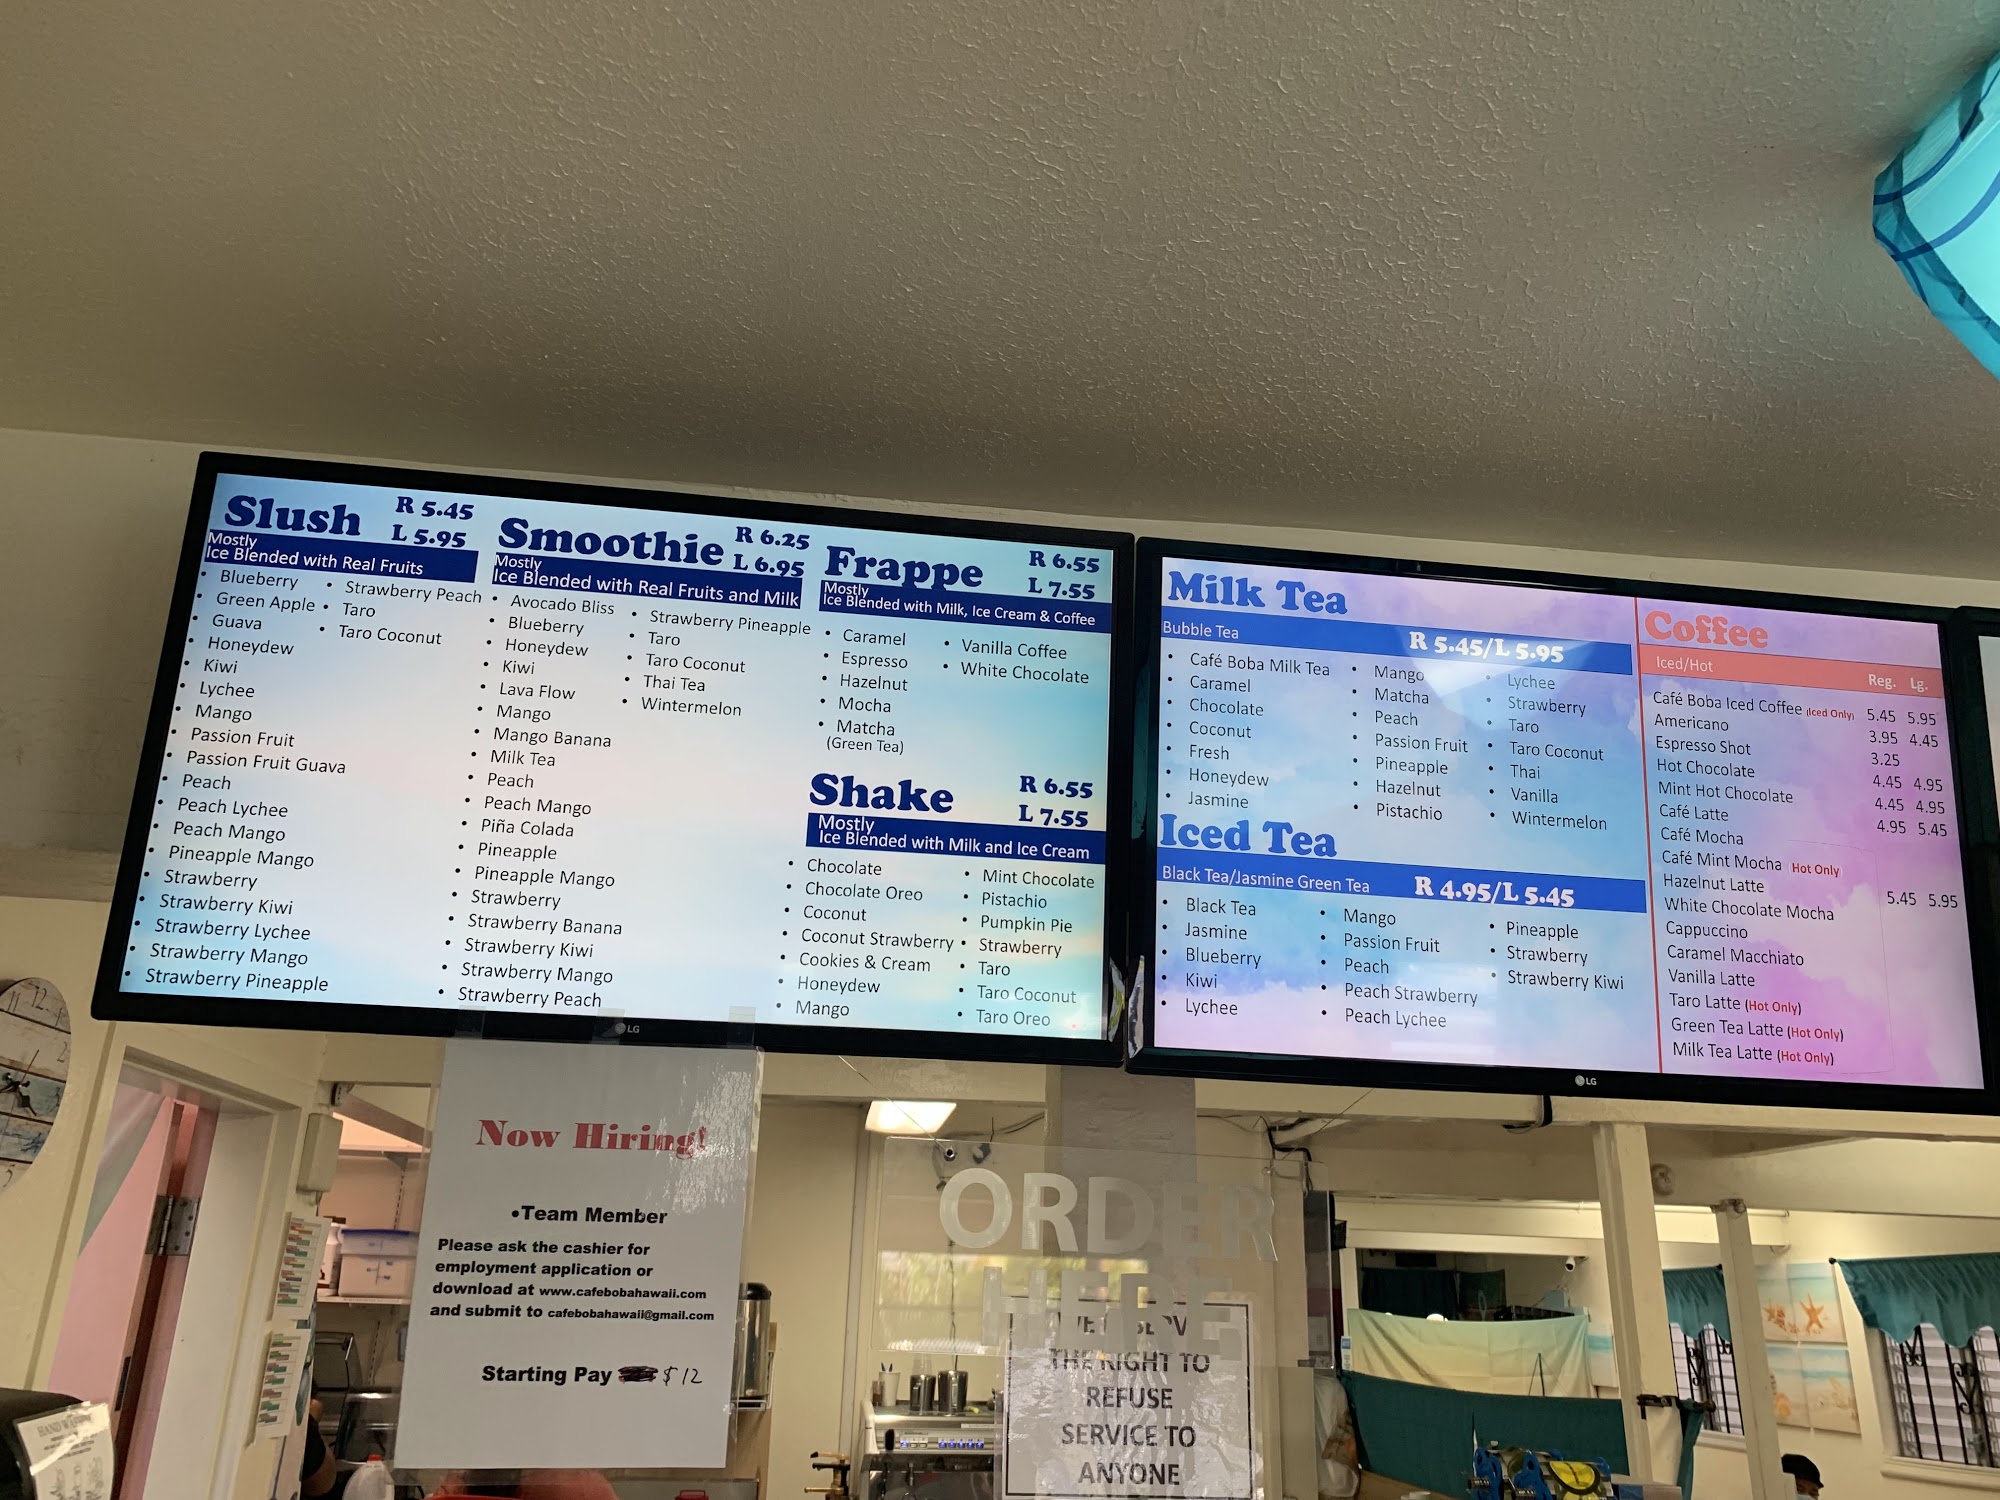 Slush R 5.45
L 5.95
Mostly
Ice Blended with Real Fruits
• Blueberry
• Green Apple
• Guava
• Honeydew
• Kiwi
• Lychee
• Mango
• Passion Fruit
• Passion Fruit Guava
• Peach
• Peach Lychee
• Peach Mango
• Pineapple Mango
• Strawberry
• Strawberry Kiwi
• Strawberry Lychee
• Strawberry Mango
• Strawberry Pineapple
• Strawberry Peach
• Taro
• Taro Coconut
Smoothie R 6.25
L 6.95
Mostly
Ice Blended with Real Fruits and Milk
• Avocado Bliss
• Blueberry
• Honeydew
• Kiwi
• Lava Flow
• Mango
• Mango Banana
• Milk Tea
• Peach
• Peach Mango
• Piña Colada
• Pineapple
• Pineapple Mango
• Strawberry
• Strawberry Banana
• Strawberry Kiwi
• Strawberry Mango
• Strawberry Peach
• Strawberry Pineapple
• Taro
• Taro Coconut
• Thai Tea
• Wintermelon
Frappe R 6.55
L 7.55
Mostly
Ice Blended with Milk, Ice Cream & Coffee
• Caramel
• Espresso
• Hazelnut
• Mocha
• Matcha
(Green Tea)
• Vanilla Coffee
• White Chocolate
Shake R 6.55
L 7.55
Mostly
Ice Blended with Milk and Ice Cream
• Chocolate
• Chocolate Oreo
• Coconut
• Coconut Strawberry
• Cookies & Cream
• Honeydew
• Mango
• Mint Chocolate
• Pistachio
• Pumpkin Pie
• Strawberry
• Taro
• Taro Coconut
• Taro Oreo
LG
Milk Tea
Bubble Tea R 5.45/L 5.95
• Café Boba Milk Tea
• Caramel
• Chocolate
• Coconut
• Fresh
• Honeydew
• Jasmine
• Mango
• Matcha
• Peach
• Passion Fruit
• Pineapple
• Hazelnut
• Pistachio
• Lychee
• Strawberry
• Taro
• Taro Coconut
• Thai
• Vanilla
• Wintermelon
Iced Tea
Black Tea/Jasmine Green Tea R 4.95/L 5.45
• Black Tea
• Jasmine
• Blueberry
• Kiwi
• Lychee
• Mango
• Passion Fruit
• Peach
• Peach Strawberry
• Peach Lychee
• Pineapple
• Strawberry
• Strawberry Kiwi
Coffee
Iced/Hot Reg. Lg.
Café Boba Iced Coffee (Iced Only) 5.45 5.95
Americano 3.95 4.45
Espresso Shot 3.25
Hot Chocolate 4.45 4.95
Mint Hot Chocolate 4.45 4.95
Café Latte 4.95 5.45
Café Mocha
Café Mint Mocha (Hot Only)
Hazelnut Latte
White Chocolate Mocha 5.45 5.95
Cappuccino
Caramel Macchiato
Vanilla Latte
Taro Latte (Hot Only)
Green Tea Latte (Hot Only)
Milk Tea Latte (Hot Only)
LG
Now Hiring!
•Team Member
Please ask the cashier for
employment application or
download at www.cafebobahawaii.com
and submit to cafebobahawaii@gmail.com
Starting Pay $12
ORDER
HERE
THE RIGHT TO
REFUSE
SERVICE TO
ANYONE